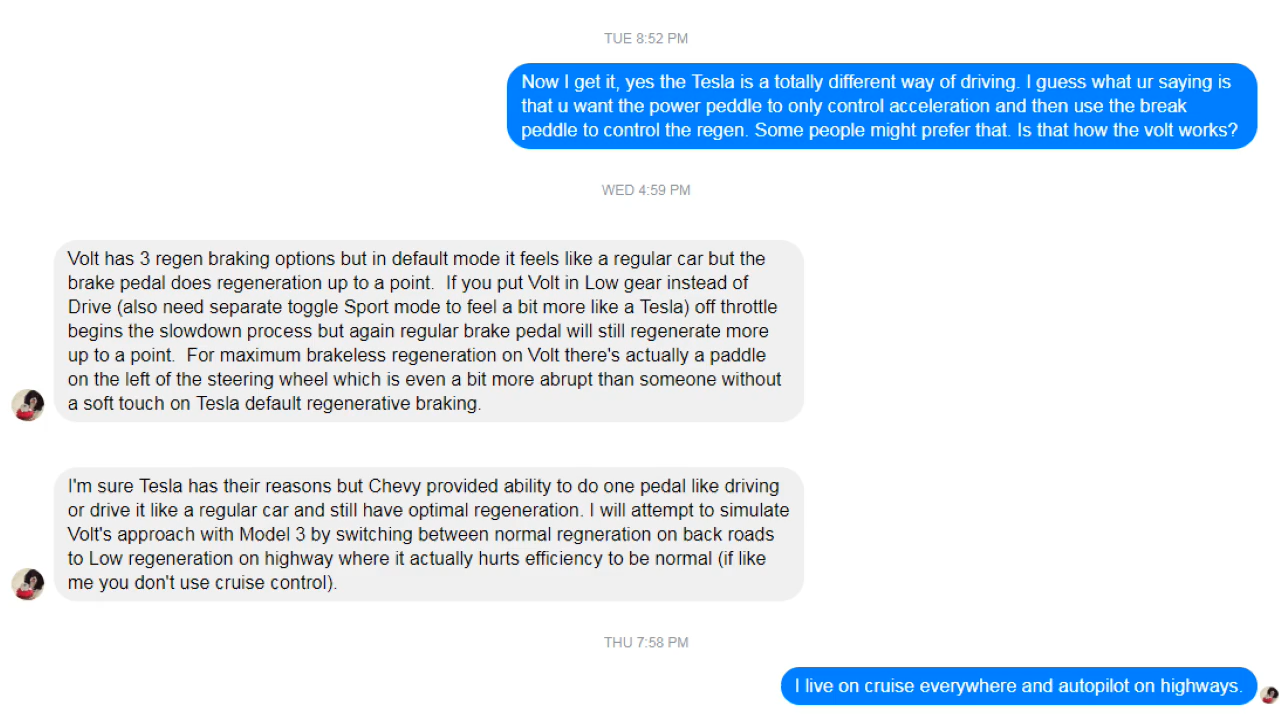 TUE 8:52 PM
Now I get it, yes the Tesla is a totally different way of driving. I guess what ur saying is
that u want the power peddle to only control acceleration and then use the break
peddle to control the regen. Some people might prefer that. Is that how the volt works?
WED 4:59 PM
Volt has 3 regen braking options but in default mode it feels like a regular car but the
brake pedal does regeneration up to a point.  If you put Volt in Low gear instead of
Drive (also need separate toggle Sport mode to feel a bit more like a Tesla) off throttle
begins the slowdown process but again regular brake pedal will still regenerate more
up to a point.  For maximum brakeless regeneration on Volt there's actually a paddle
on the left of the steering wheel which is even a bit more abrupt than someone without
a soft touch on Tesla default regenerative braking.
I'm sure Tesla has their reasons but Chevy provided ability to do one pedal like driving
or drive it like a regular car and still have optimal regeneration. I will attempt to simulate
Volt's approach with Model 3 by switching between normal regneration on back roads
to Low regeneration on highway where it actually hurts efficiency to be normal (if like
me you don't use cruise control).
THU 7:58 PM
I live on cruise everywhere and autopilot on highways.